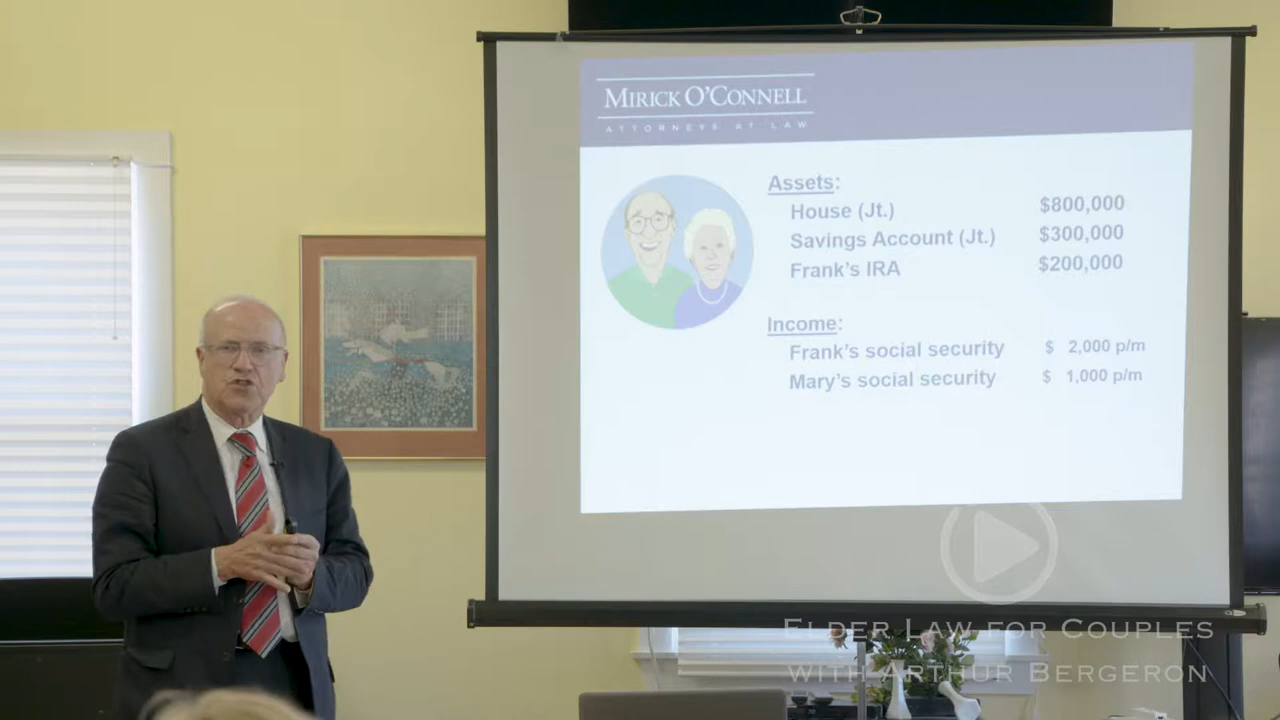 MIRICK O'CONNELL
ATTORNEYS AT LAW
Assets:
House (Jt.) $800,000
Savings Account (Jt.) $300,000
Frank's IRA $200,000
Income:
Frank's social security $ 2,000 p/m
Mary's social security $ 1,000 p/m
ELDER LAW FOR COUPLES
WITH ARTHUR BERGERON